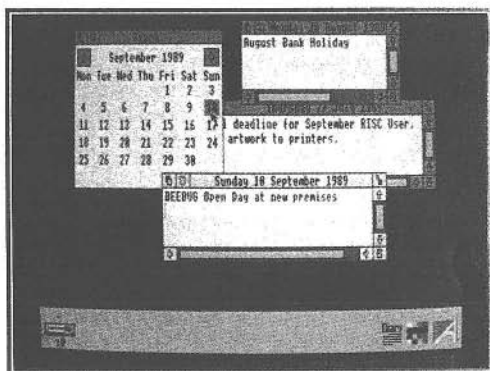 September 1989
Mon Tue Wed Thu Fri Sat Sun
1 2 3
4 5 6 7 8 9
11 12 13 14 15 16 17
18 19 20 21 22 23 24
25 26 27 28 29 30
August Bank Holiday
deadline for September RISC User.
artwork to printers.
Sunday 10 September 1989
BEEBUG Open Day at new premises
Diary